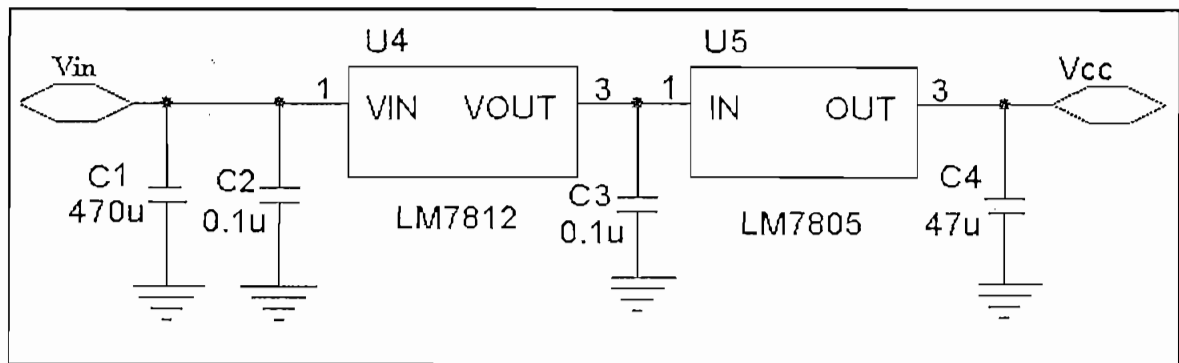 U4
U5
Vin
Vcc
1
VIN
VOUT
3
1
IN
OUT
3
C1
470u
C2
0.1u
LM7812
C3
0.1u
LM7805
C4
47u